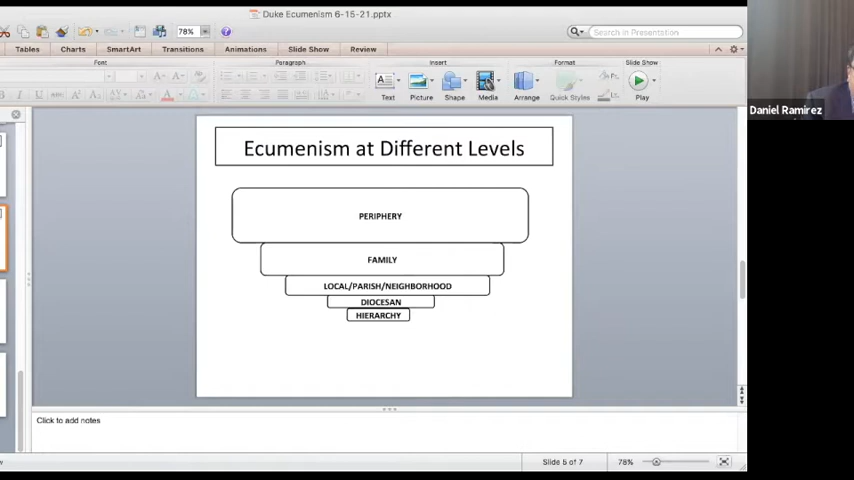 Duke Ecumenism 6-15-21.pptx
78%
Search in Presentation
Tables
Charts
SmartArt
Transitions
Animations
Slide Show
Review
Font
Paragraph
Insert
Format
Slide Show
Text
Picture
Shape
Media
Arrange
Quick Styles
Play
Daniel Ramirez
Ecumenism at Different Levels
PERIPHERY
FAMILY
LOCAL/PARISH/NEIGHBORHOOD
DIOCESAN
HIERARCHY
Click to add notes
Slide 5 of 7
78%